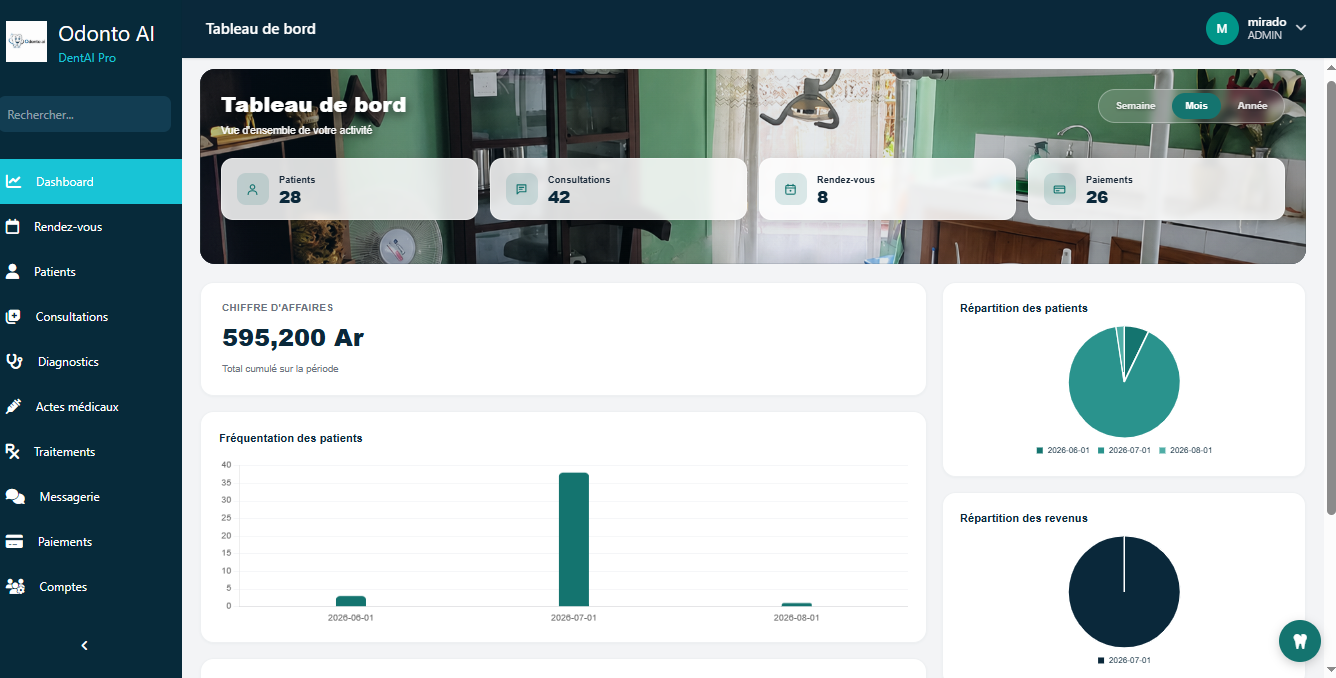 Odonto AI
DentAI Pro
Rechercher...
Dashboard
Rendez-vous
Patients
Consultations
Diagnostics
Actes médicaux
Traitements
Messagerie
Paiements
Comptes
Tableau de bord
M
mirado
ADMIN
Tableau de bord
Vue d'ensemble de votre activité
Semaine
Mois
Année
Patients
28
Consultations
42
Rendez-vous
8
Paiements
26
CHIFFRE D'AFFAIRES
595,200 Ar
Total cumulé sur la période
Fréquentation des patients
40
35
30
25
20
15
10
5
0
2026-06-01
2026-07-01
2026-08-01
Répartition des patients
2026-06-01
2026-07-01
2026-08-01
Répartition des revenus
2026-07-01